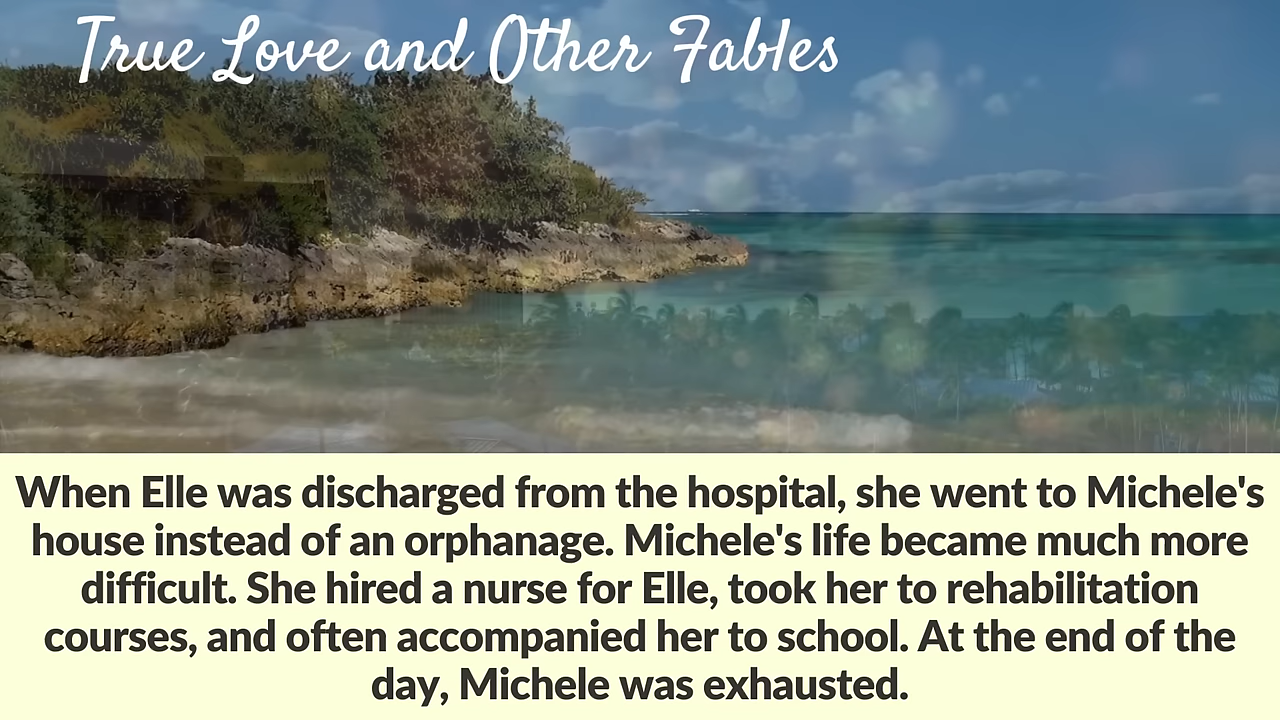 True Love and Other Fables
When Elle was discharged from the hospital, she went to Michele's
house instead of an orphanage. Michele's life became much more
difficult. She hired a nurse for Elle, took her to rehabilitation
courses, and often accompanied her to school. At the end of the
day, Michele was exhausted.